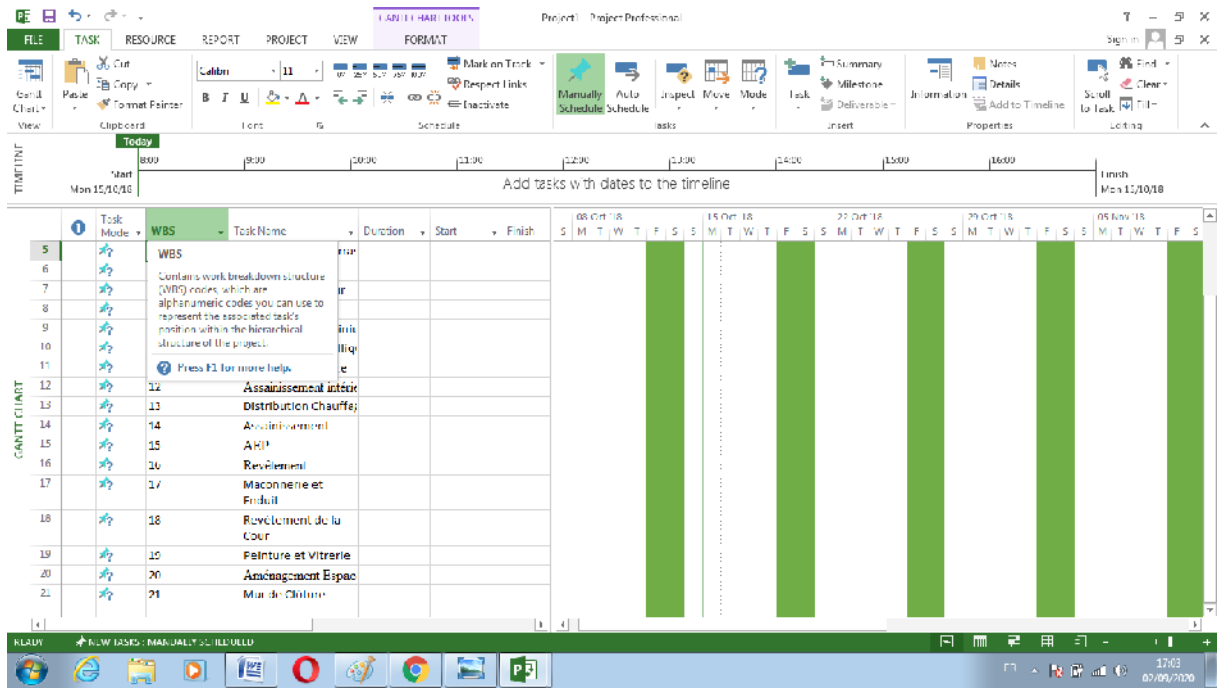 GANTT CHART TOOLS
Project1 - Project Professional
FILE TASK RESOURCE REPORT PROJECT VIEW FORMAT
Sign in
Gantt Chart
View
Paste
Cut
Copy
Format Painter
Clipboard
Calibri 11
B I U A
Font
Mark on Track
Respect Links
Inactivate
Schedule
Manually Schedule
Auto Schedule
Inspect
Move
Mode
Tasks
Task
Summary
Milestone
Deliverable
Insert
Information
Notes
Details
Add to Timeline
Properties
Scroll to Task
Find
Clear
Fill
Editing
TIMELINE
Today
8:00 9:00 10:00 11:00 12:00 13:00 14:00 15:00 16:00
Start
Mon 15/10/18
Add tasks with dates to the timeline
Finish
Mon 15/10/18
Task Mode WBS Task Name Duration Start Finish
08 Oct '18 15 Oct '18 22 Oct '18 29 Oct '18 05 Nov '18
S M T W T F S S M T W T F S S M T W T F S S M T W T F S S M T W T F S
GANTT CHART
5
6
7
8
9
10
11
WBS
Contains work breakdown structure
(WBS) codes, which are
alphanumeric codes you can use to
represent the associated task's
position within the hierarchical
structure of the project.
Press F1 for more help.
12 12 Assainissement intérie
13 13 Distribution Chauffa
14 14 Assainissement
15 15 AEP
16 16 Revêtement
17 17 Maconnerie et
Enduit
18 18 Revêtement de la
Cour
19 19 Peinture et Vitrerie
20 20 Aménagement Espac
21 21 Mur de Clôture
READY NEW TASKS : MANUALLY SCHEDULED
17:03
02/09/2020